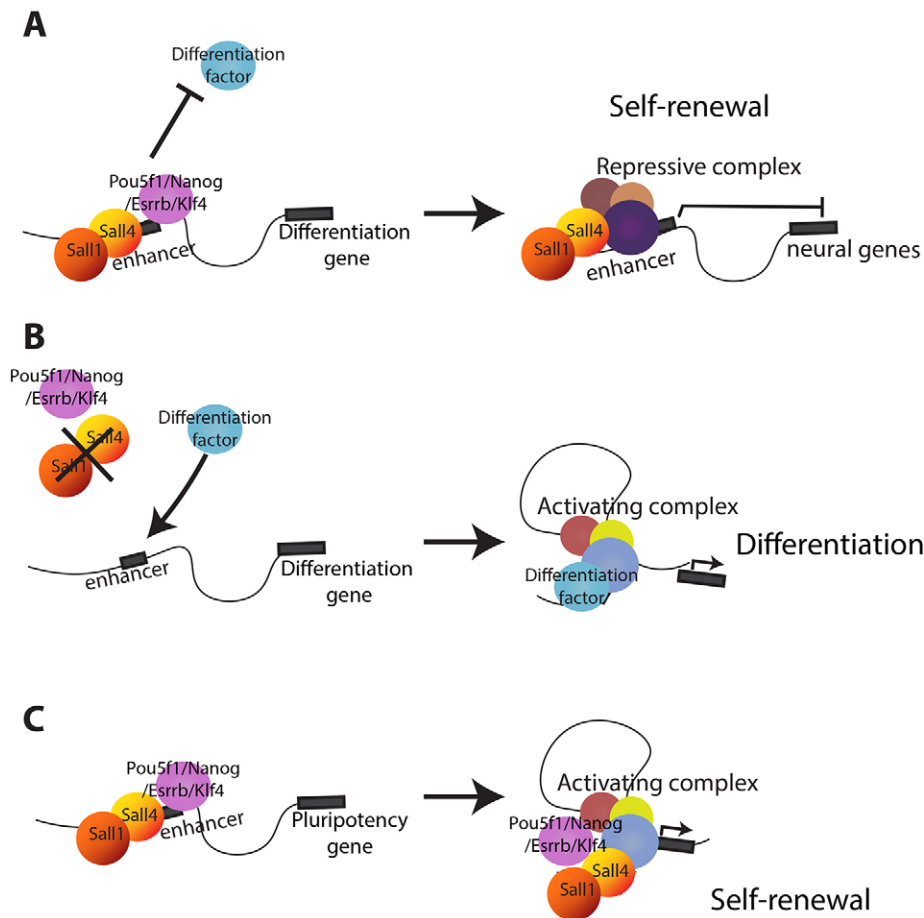 A
Differentiation
factor
Self-renewal
Pou5f1/Nanog
/Esrrb/Klf4
Repressive complex
Sall4
Sall1
enhancer
Differentiation
gene
Sall4
Sall1
enhancer
neural genes
B
Pou5f1/Nanog
/Esrrb/Klf4
Sall4
Sall1
Differentiation
factor
enhancer
Differentiation
gene
Activating complex
Differentiation
factor
Differentiation
C
Pou5f1/Nanog
/Esrrb/Klf4
Sall4
Sall1
enhancer
Pluripotency
gene
Activating complex
Pou5f1/Nanog
/Esrrb/Klf4
Sall4
Sall1
Self-renewal